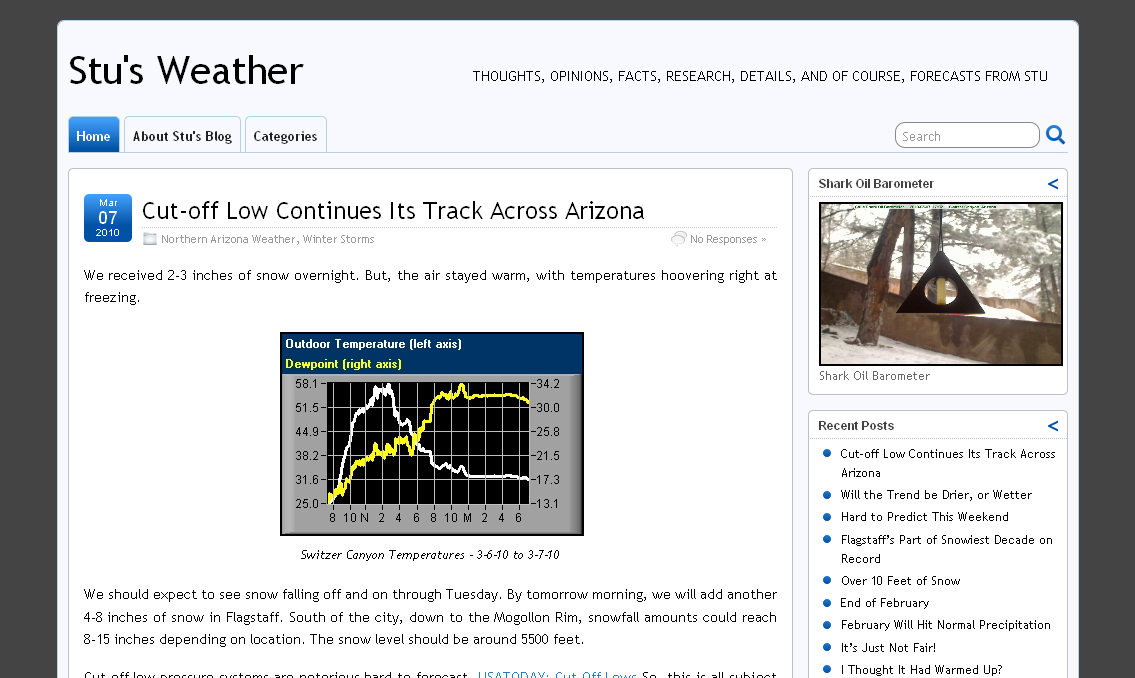 Stu's Weather
THOUGHTS, OPINIONS, FACTS, RESEARCH, DETAILS, AND OF COURSE, FORECASTS FROM STU
Home
About Stu's Blog
Categories
Search
Mar
07
2010
Cut-off Low Continues Its Track Across Arizona
Northern Arizona Weather, Winter Storms
No Responses »
We received 2-3 inches of snow overnight. But, the air stayed warm, with temperatures hoovering right at
freezing.
Outdoor Temperature (left axis)
Dewpoint (right axis)
58.1 34.2
51.5 30.0
44.9 25.8
38.2 21.5
31.6 17.3
25.0 13.1
8 10 N 2 4 6 8 10 M 2 4 6
Switzer Canyon Temperatures - 3-6-10 to 3-7-10
We should expect to see snow falling off and on through Tuesday. By tomorrow morning, we will add another
4-8 inches of snow in Flagstaff. South of the city, down to the Mogollon Rim, snowfall amounts could reach
8-15 inches depending on location. The snow level should be around 5500 feet.
Cut-off low pressure systems are notorious hard to forecast. USATODAY: Cut Off Lows So, this is all subject
Shark Oil Barometer
<
Shark Oil Barometer
Recent Posts
<
Cut-off Low Continues Its Track Across
Arizona
Will the Trend be Drier, or Wetter
Hard to Predict This Weekend
Flagstaff's Part of Snowiest Decade on
Record
Over 10 Feet of Snow
End of February
February Will Hit Normal Precipitation
It's Just Not Fair!
I Thought It Had Warmed Up?